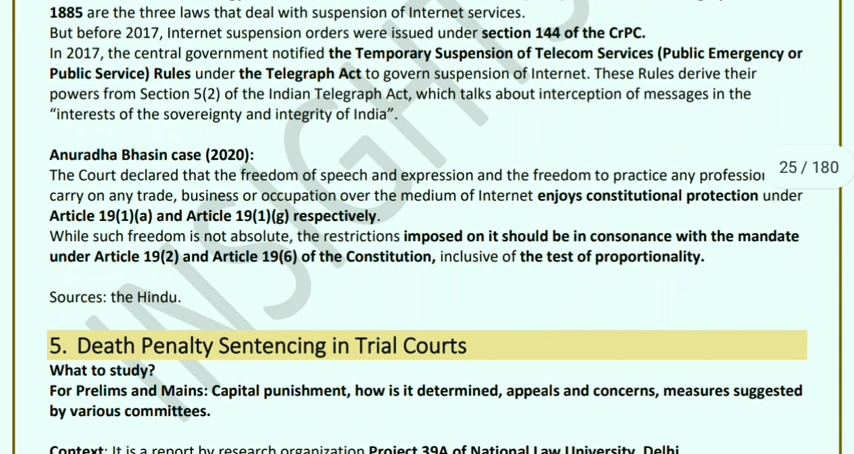 1885 are the three laws that deal with suspension of Internet services.
But before 2017, Internet suspension orders were issued under section 144 of the CrPC.
In 2017, the central government notified the Temporary Suspension of Telecom Services (Public Emergency or
Public Service) Rules under the Telegraph Act to govern suspension of Internet. These Rules derive their
powers from Section 5(2) of the Indian Telegraph Act, which talks about interception of messages in the
“interests of the sovereignty and integrity of India”.
Anuradha Bhasin case (2020):
The Court declared that the freedom of speech and expression and the freedom to practice any profession
25 / 180
carry on any trade, business or occupation over the medium of Internet enjoys constitutional protection under
Article 19(1)(a) and Article 19(1)(g) respectively.
While such freedom is not absolute, the restrictions imposed on it should be in consonance with the mandate
under Article 19(2) and Article 19(6) of the Constitution, inclusive of the test of proportionality.
Sources: the Hindu.
5. Death Penalty Sentencing in Trial Courts
What to study?
For Prelims and Mains: Capital punishment, how is it determined, appeals and concerns, measures suggested
by various committees.
Context: It is a report by research organization Project 39A of National Law University, Delhi
INSIGHT